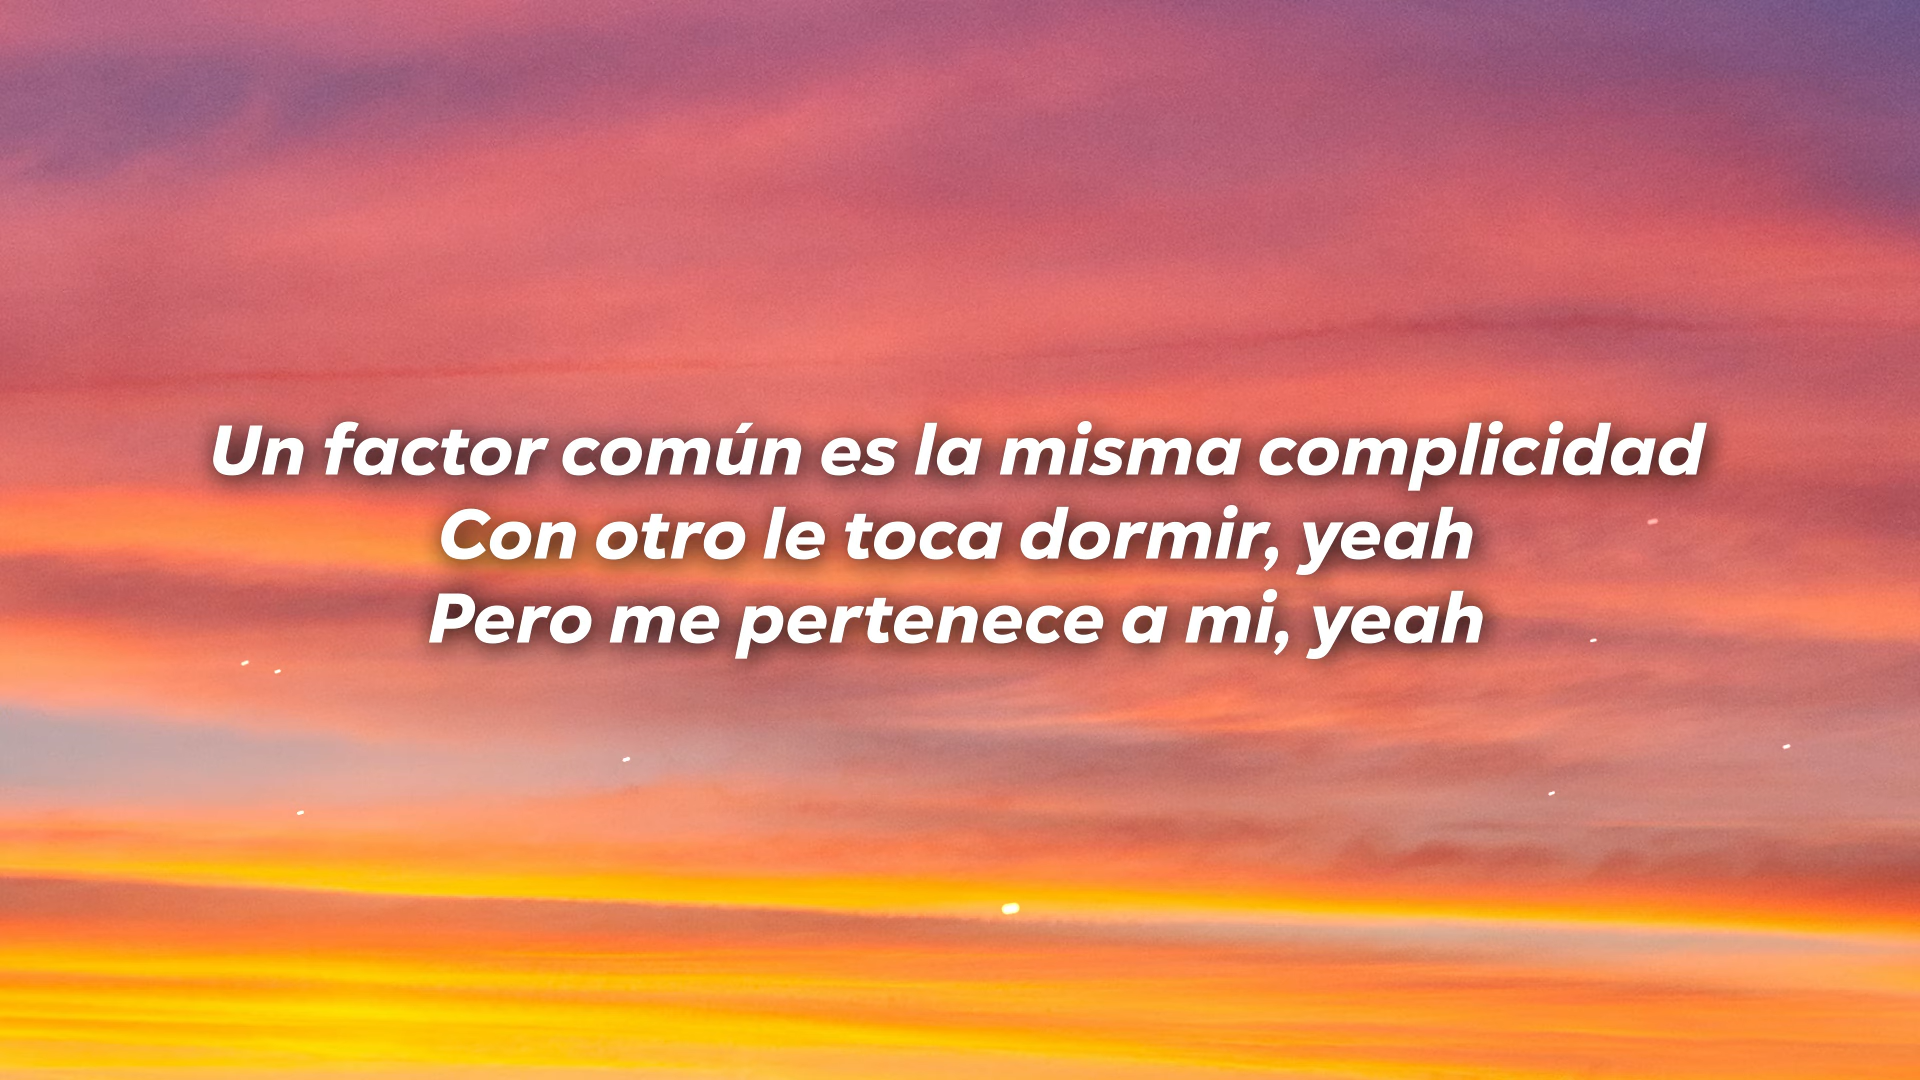 Un factor común es la misma complicidad
Con otro le toca dormir, yeah
Pero me pertenece a mi, yeah